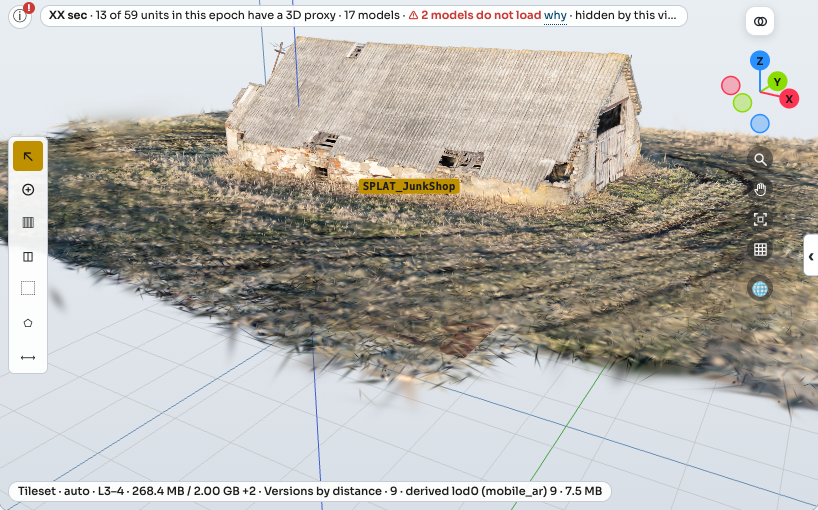 XX sec · 13 of 59 units in this epoch have a 3D proxy · 17 models · ⚠ 2 models do not load why · hidden by this vi...
Z
Y
X
SPLAT_JunkShop
Tileset · auto · L3–4 · 268.4 MB / 2.00 GB +2 · Versions by distance · 9 · derived lod0 (mobile_ar) 9 · 7.5 MB